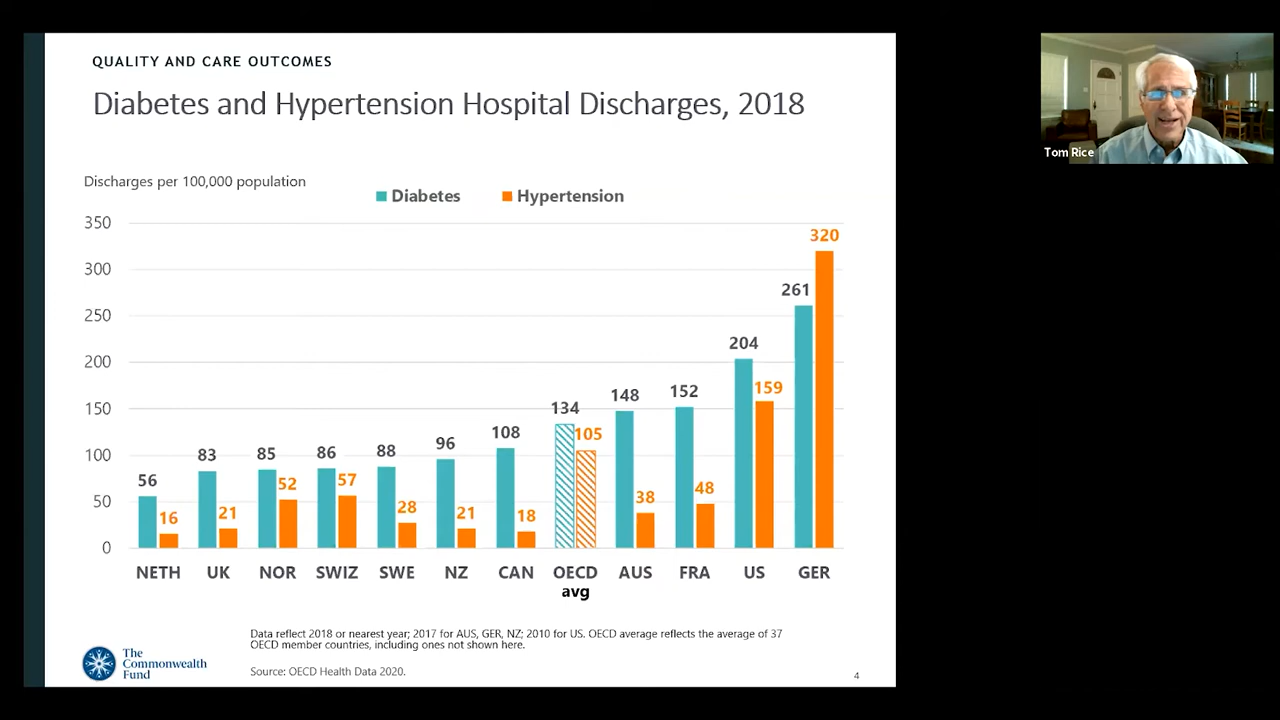 QUALITY AND CARE OUTCOMES
Diabetes and Hypertension Hospital Discharges, 2018
Tom Rice
Discharges per 100,000 population
Diabetes
Hypertension
350
300
250
200
150
100
50
0
56
16
83
21
85
52
86
57
88
28
96
21
108
18
134
105
148
38
152
48
204
159
261
320
NETH
UK
NOR
SWIZ
SWE
NZ
CAN
OECD
avg
AUS
FRA
US
GER
Data reflect 2018 or nearest year; 2017 for AUS, GER, NZ; 2010 for US. OECD average reflects the average of 37
OECD member countries, including ones not shown here.
The
Commonwealth
Fund
Source: OECD Health Data 2020.
4